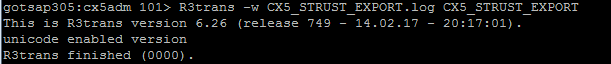 gotsap305:cx5adm 101> R3trans -w CX5_STRUST_EXPORT.log CX5_STRUST_EXPORT
This is R3trans version 6.26 (release 749 - 14.02.17 - 20:17:01).
unicode enabled version
R3trans finished (0000).